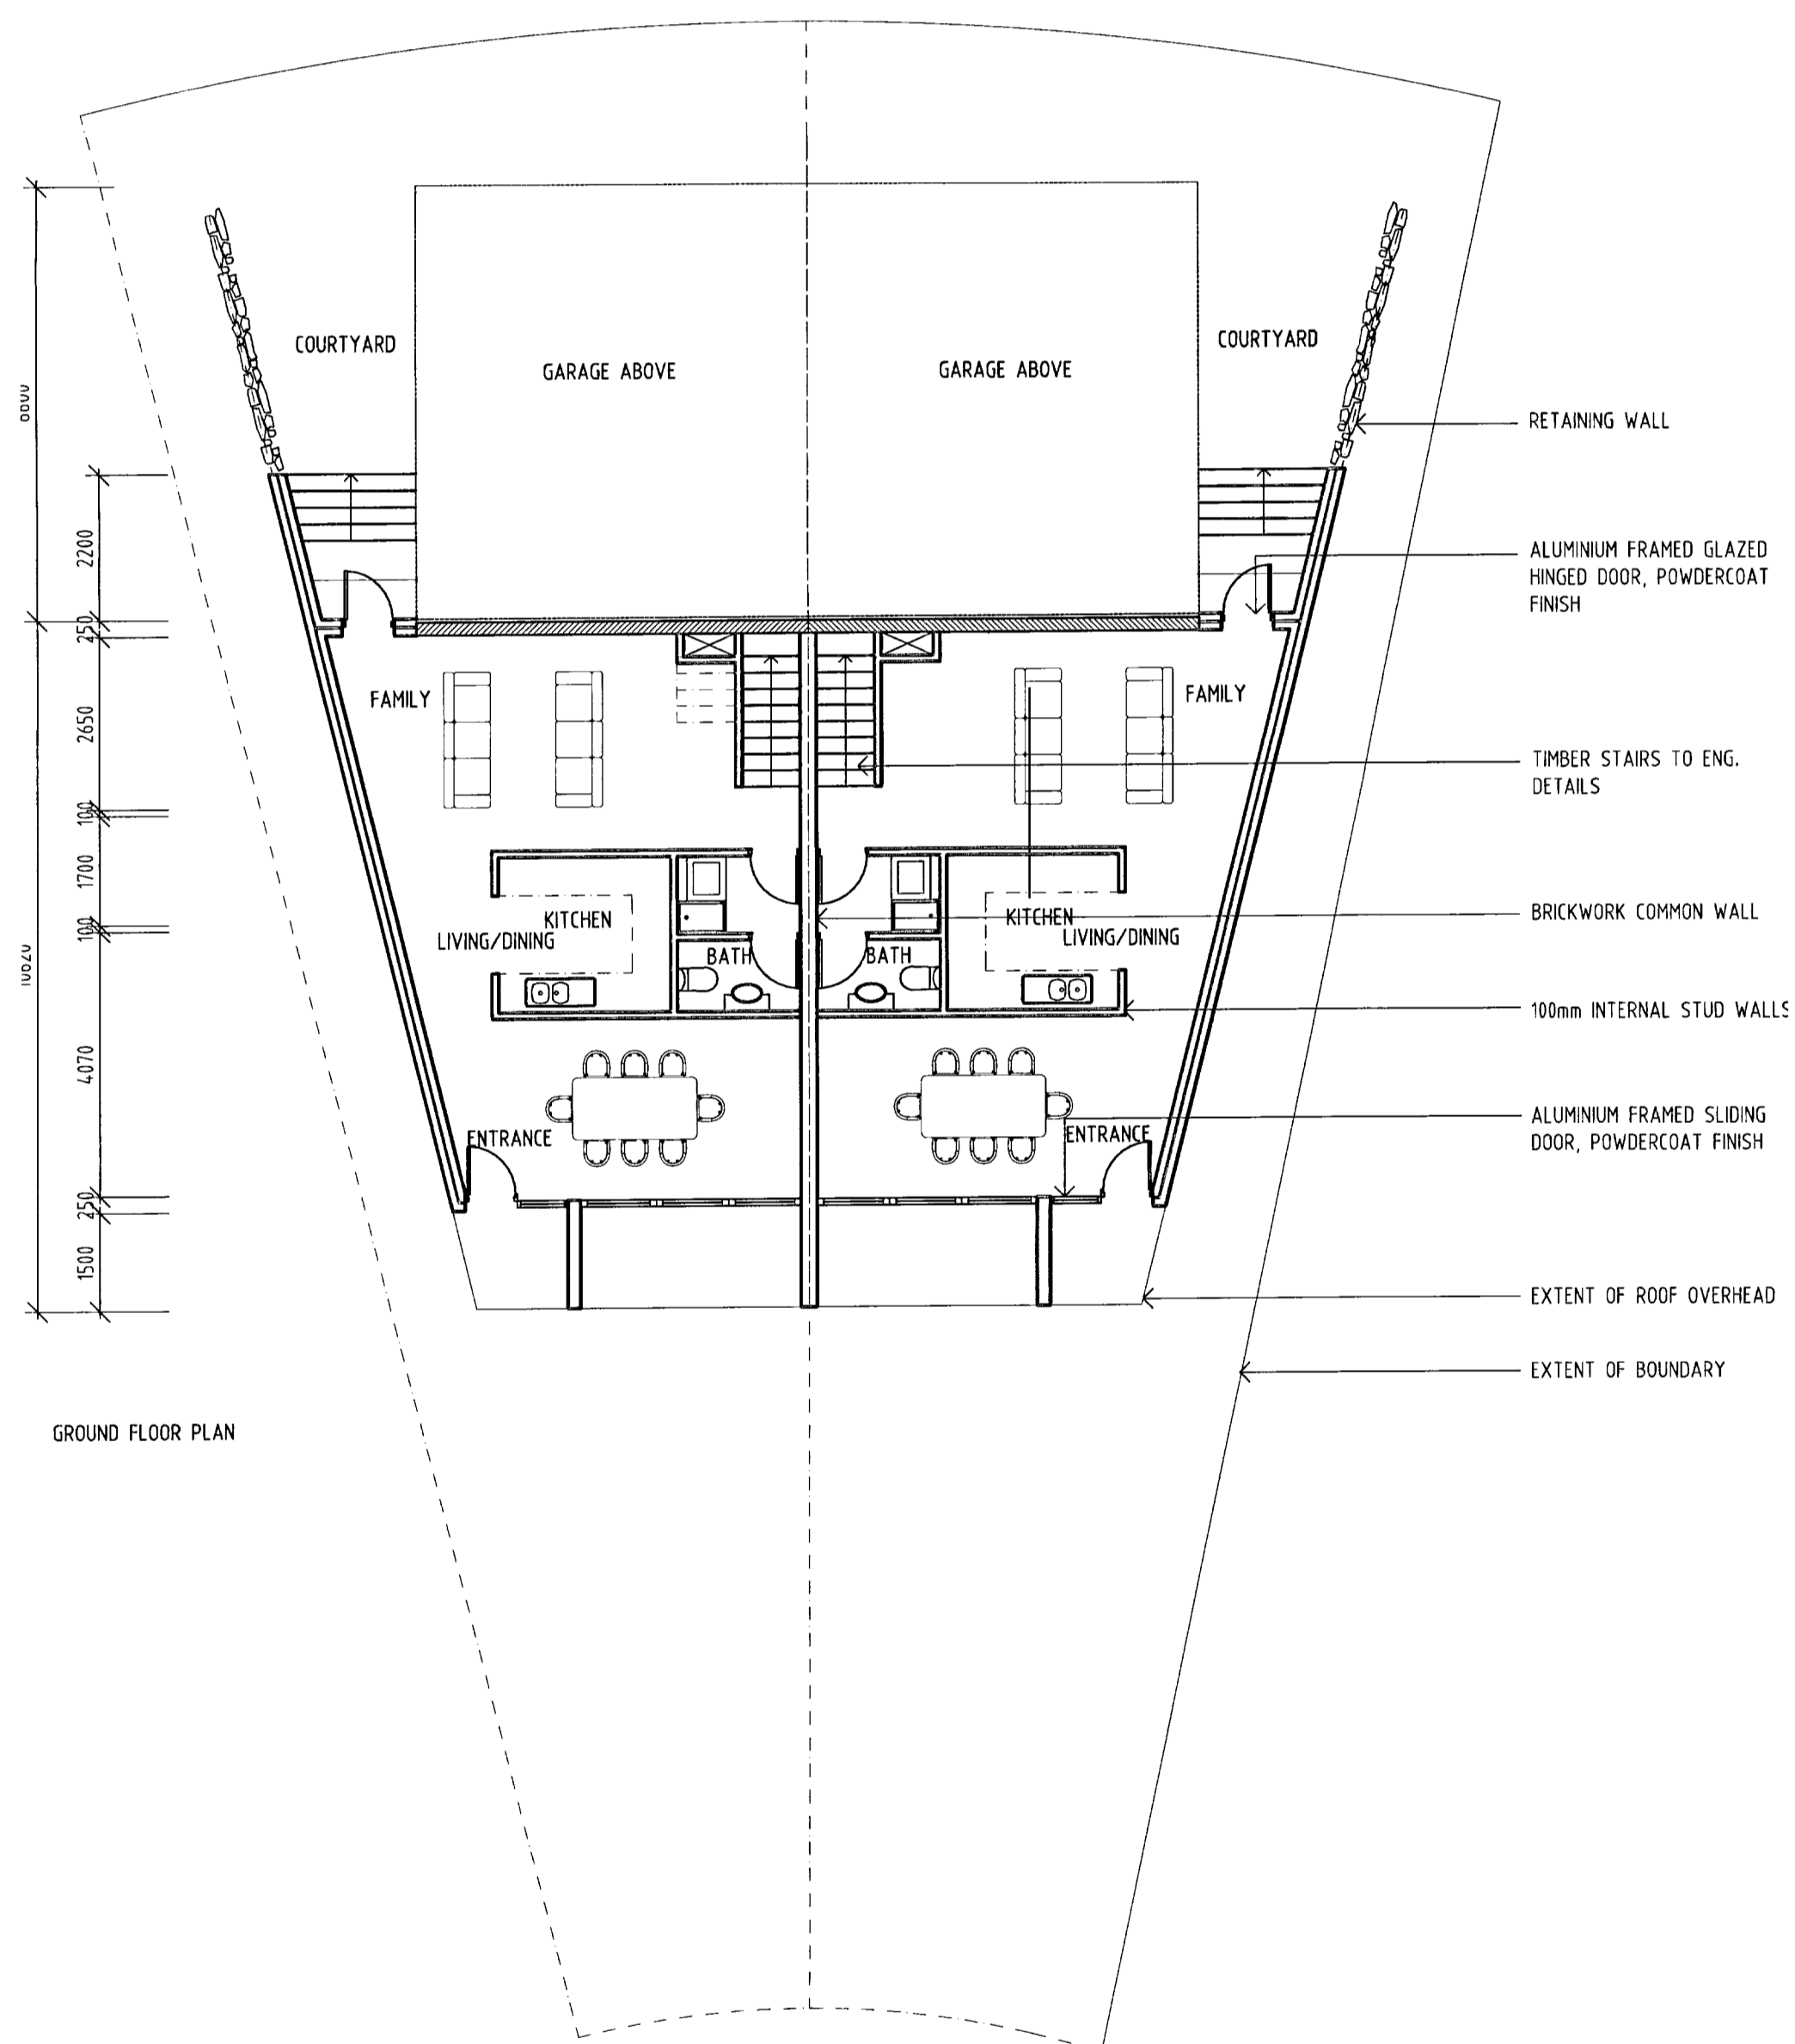 COURTYARD
GARAGE ABOVE
GARAGE ABOVE
COURTYARD
RETAINING WALL
2200
ALUMINIUM FRAMED GLAZED
HINGED DOOR, POWDERCOAT
FINISH
250
FAMILY
FAMILY
2650
TIMBER STAIRS TO ENG.
DETAILS
100
1700
KITCHEN
KITCHEN
BRICKWORK COMMON WALL
100
LIVING/DINING
LIVING/DINING
BATH
BATH
10620
100mm INTERNAL STUD WALLS
4070
ENTRANCE
ENTRANCE
ALUMINIUM FRAMED SLIDING
DOOR, POWDERCOAT FINISH
250
1500
EXTENT OF ROOF OVERHEAD
EXTENT OF BOUNDARY
GROUND FLOOR PLAN